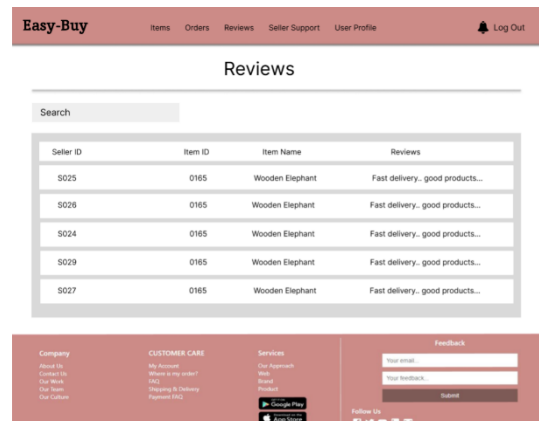 Easy-Buy Items Orders Reviews Seller Support User Profile Log Out
Reviews
Search
Seller ID Item ID Item Name Reviews
S025 0165 Wooden Elephant Fast delivery.. good products...
S026 0165 Wooden Elephant Fast delivery.. good products...
S024 0165 Wooden Elephant Fast delivery.. good products...
S029 0165 Wooden Elephant Fast delivery.. good products...
S027 0165 Wooden Elephant Fast delivery.. good products...
Company
About Us
Contact Us
Our Work
Our Team
Our Culture
CUSTOMER CARE
My Account
Where is my order?
FAQ
Shipping & Delivery
Payment FAQ
Services
Our Approach
Web
Brand
Product
Google Play
App Store
Feedback
Your email...
Your feedback...
Submit
Follow Us